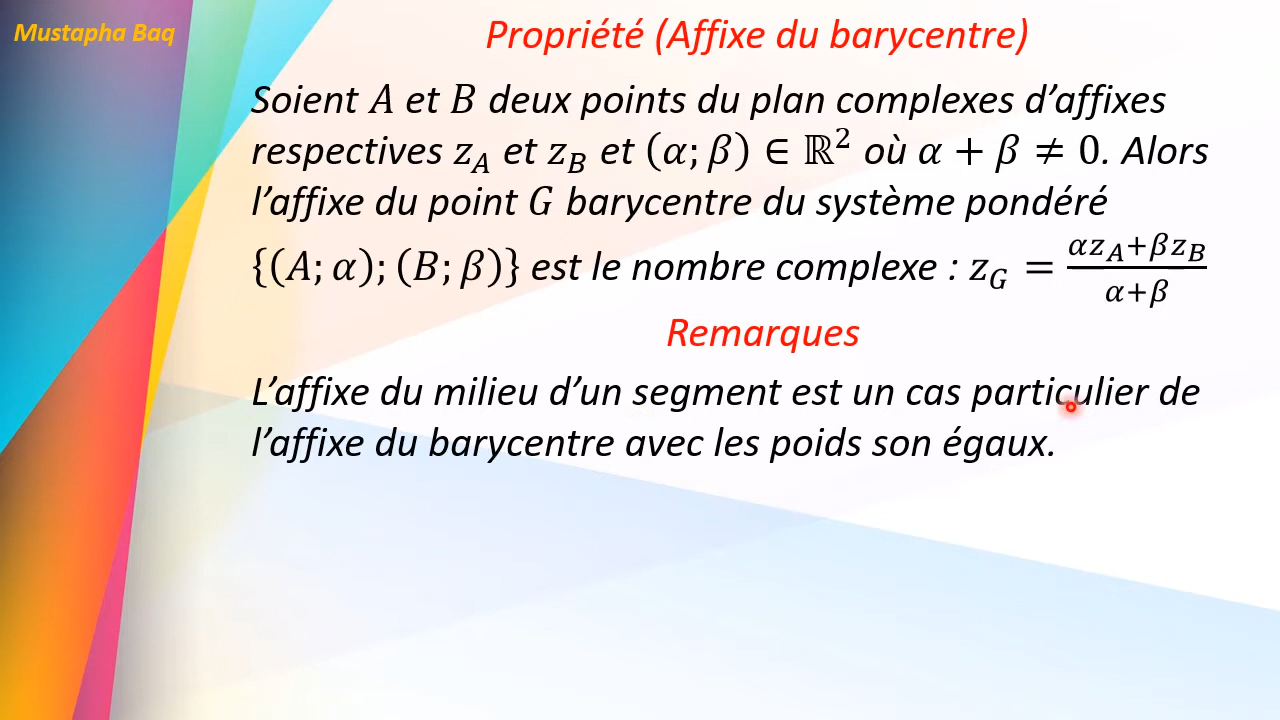 Mustapha Baq
Propriété (Affixe du barycentre)
Soient A et B deux points du plan complexes d’affixes
respectives z_A et z_B et (α; β) ∈ ℝ² où α + β ≠ 0. Alors
l’affixe du point G barycentre du système pondéré
{(A; α); (B; β)} est le nombre complexe : z_G = (αz_A+βz_B)/(α+β)
Remarques
L’affixe du milieu d’un segment est un cas particulier de
l’affixe du barycentre avec les poids son égaux.